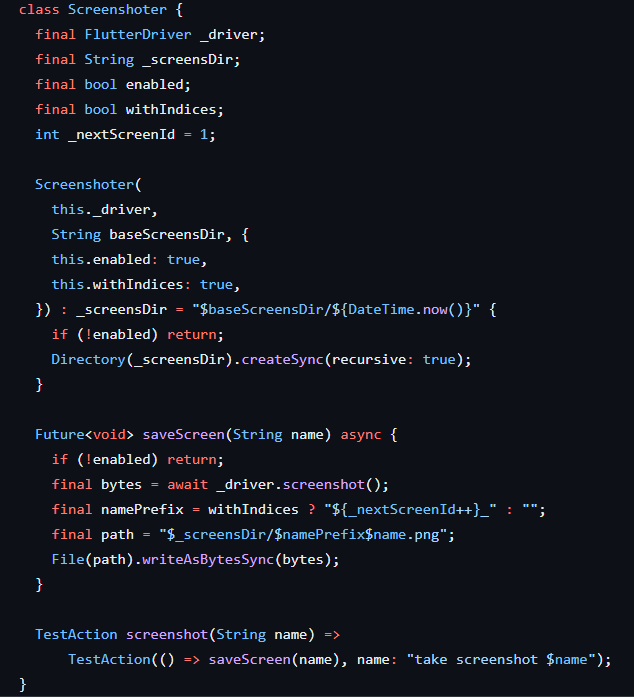 class Screenshoter {
  final FlutterDriver _driver;
  final String _screensDir;
  final bool enabled;
  final bool withIndices;
  int _nextScreenId = 1;

  Screenshoter(
    this._driver,
    String baseScreensDir, {
    this.enabled: true,
    this.withIndices: true,
  }) : _screensDir = "$baseScreensDir/${DateTime.now()}" {
    if (!enabled) return;
    Directory(_screensDir).createSync(recursive: true);
  }

  Future<void> saveScreen(String name) async {
    if (!enabled) return;
    final bytes = await _driver.screenshot();
    final namePrefix = withIndices ? "${_nextScreenId++}_" : "";
    final path = "$_screensDir/$namePrefix$name.png";
    File(path).writeAsBytesSync(bytes);
  }

  TestAction screenshot(String name) =>
      TestAction(() => saveScreen(name), name: "take screenshot $name");
}